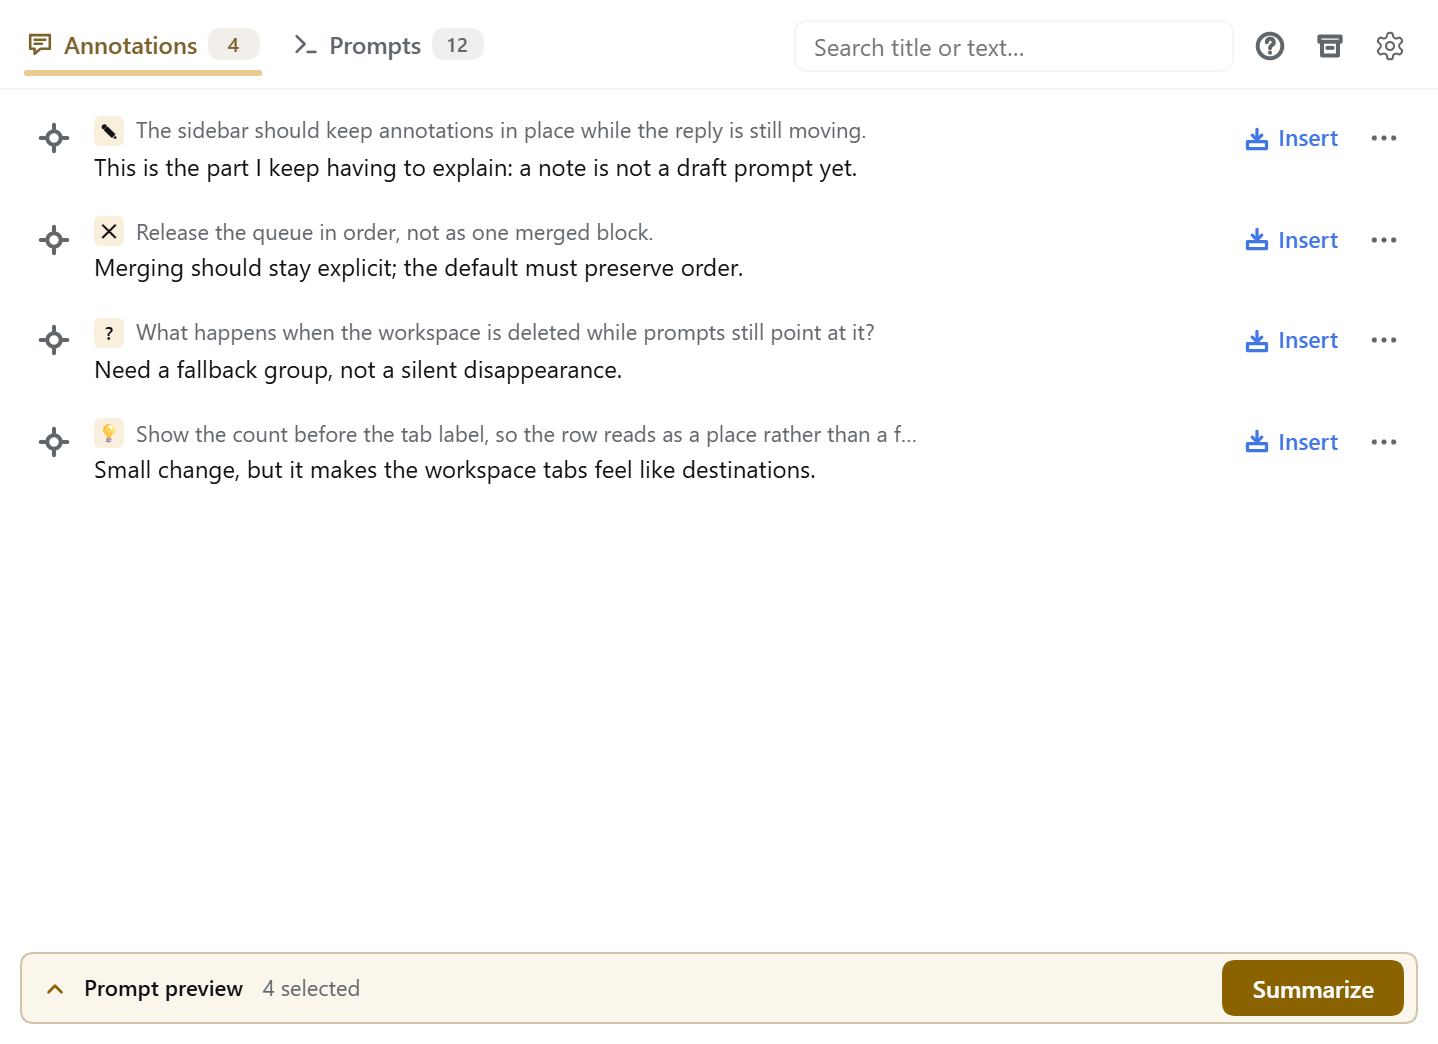 Annotations 4 Prompts 12 Search title or text...
The sidebar should keep annotations in place while the reply is still moving.
Insert
This is the part I keep having to explain: a note is not a draft prompt yet.
Release the queue in order, not as one merged block.
Insert
Merging should stay explicit; the default must preserve order.
? What happens when the workspace is deleted while prompts still point at it?
Insert
Need a fallback group, not a silent disappearance.
Show the count before the tab label, so the row reads as a place rather than a f...
Insert
Small change, but it makes the workspace tabs feel like destinations.
Prompt preview 4 selected Summarize